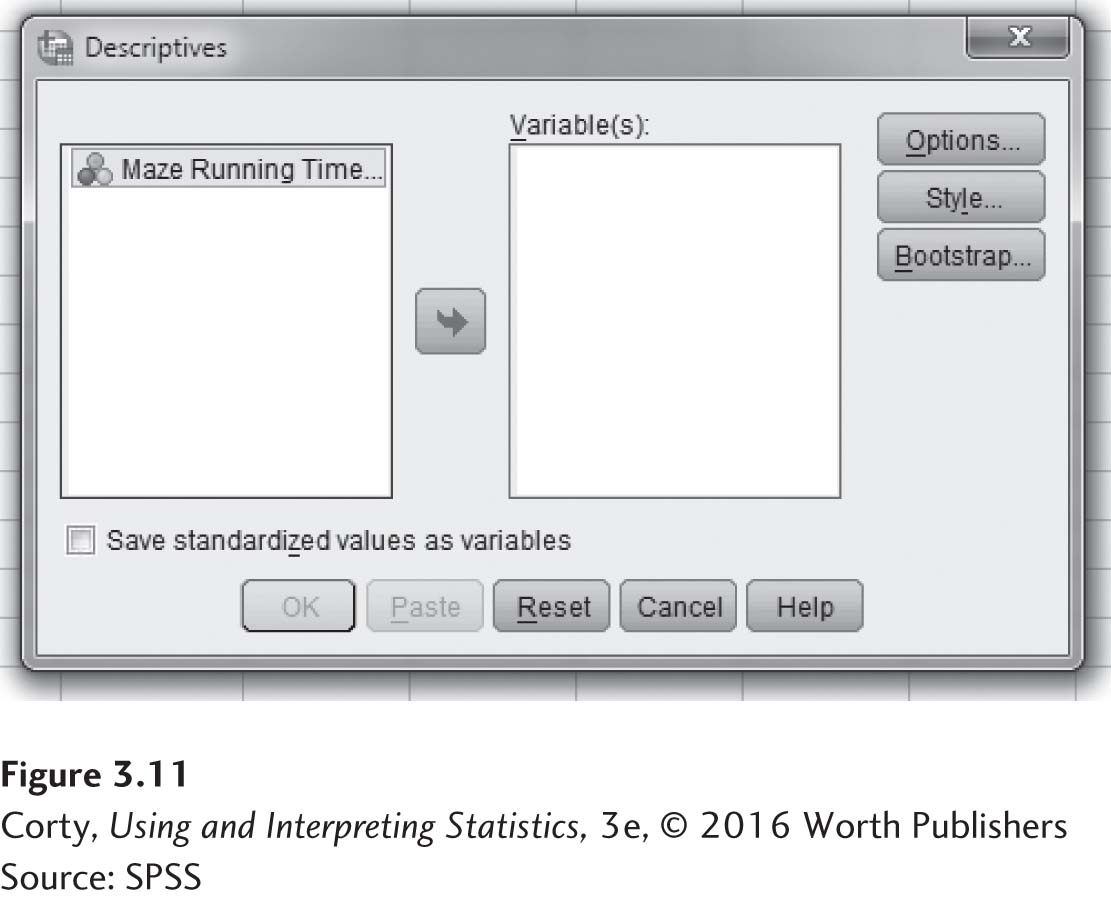 Descriptives
X
Variable(s):
Maze Running Time...
Options...
Style...
Bootstrap...
Save standardized values as variables
OK
Paste
Reset
Cancel
Help
Figure 3.11
Corty, Using and Interpreting Statistics, 3e, © 2016 Worth Publishers
Source: SPSS